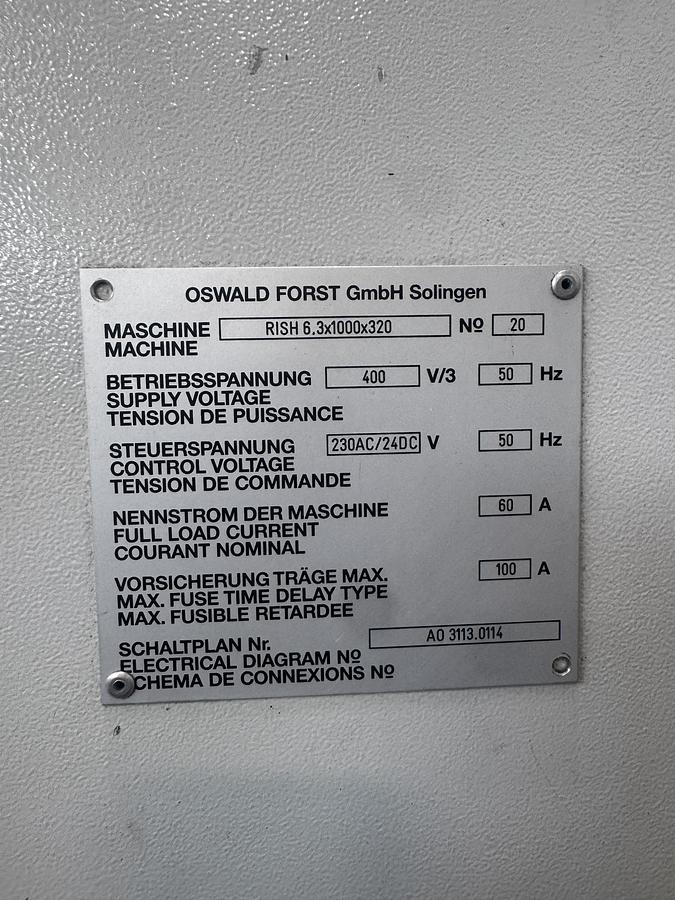 OSWALD FORST GmbH Solingen
MASCHINE RISH 6.3x1000x320 Nº 20
MACHINE
BETRIEBSSPANNUNG 400 V/3 50 Hz
SUPPLY VOLTAGE
TENSION DE PUISSANCE
STEUERSPANNUNG 230AC/24DC V 50 Hz
CONTROL VOLTAGE
TENSION DE COMMANDE
NENNSTROM DER MASCHINE 60 A
FULL LOAD CURRENT
COURANT NOMINAL
VORSICHERUNG TRÄGE MAX. 100 A
MAX. FUSE TIME DELAY TYPE
MAX. FUSIBLE RETARDEE
SCHALTPLAN Nr. AO 3113.0114
ELECTRICAL DIAGRAM Nº
SCHEMA DE CONNEXIONS Nº